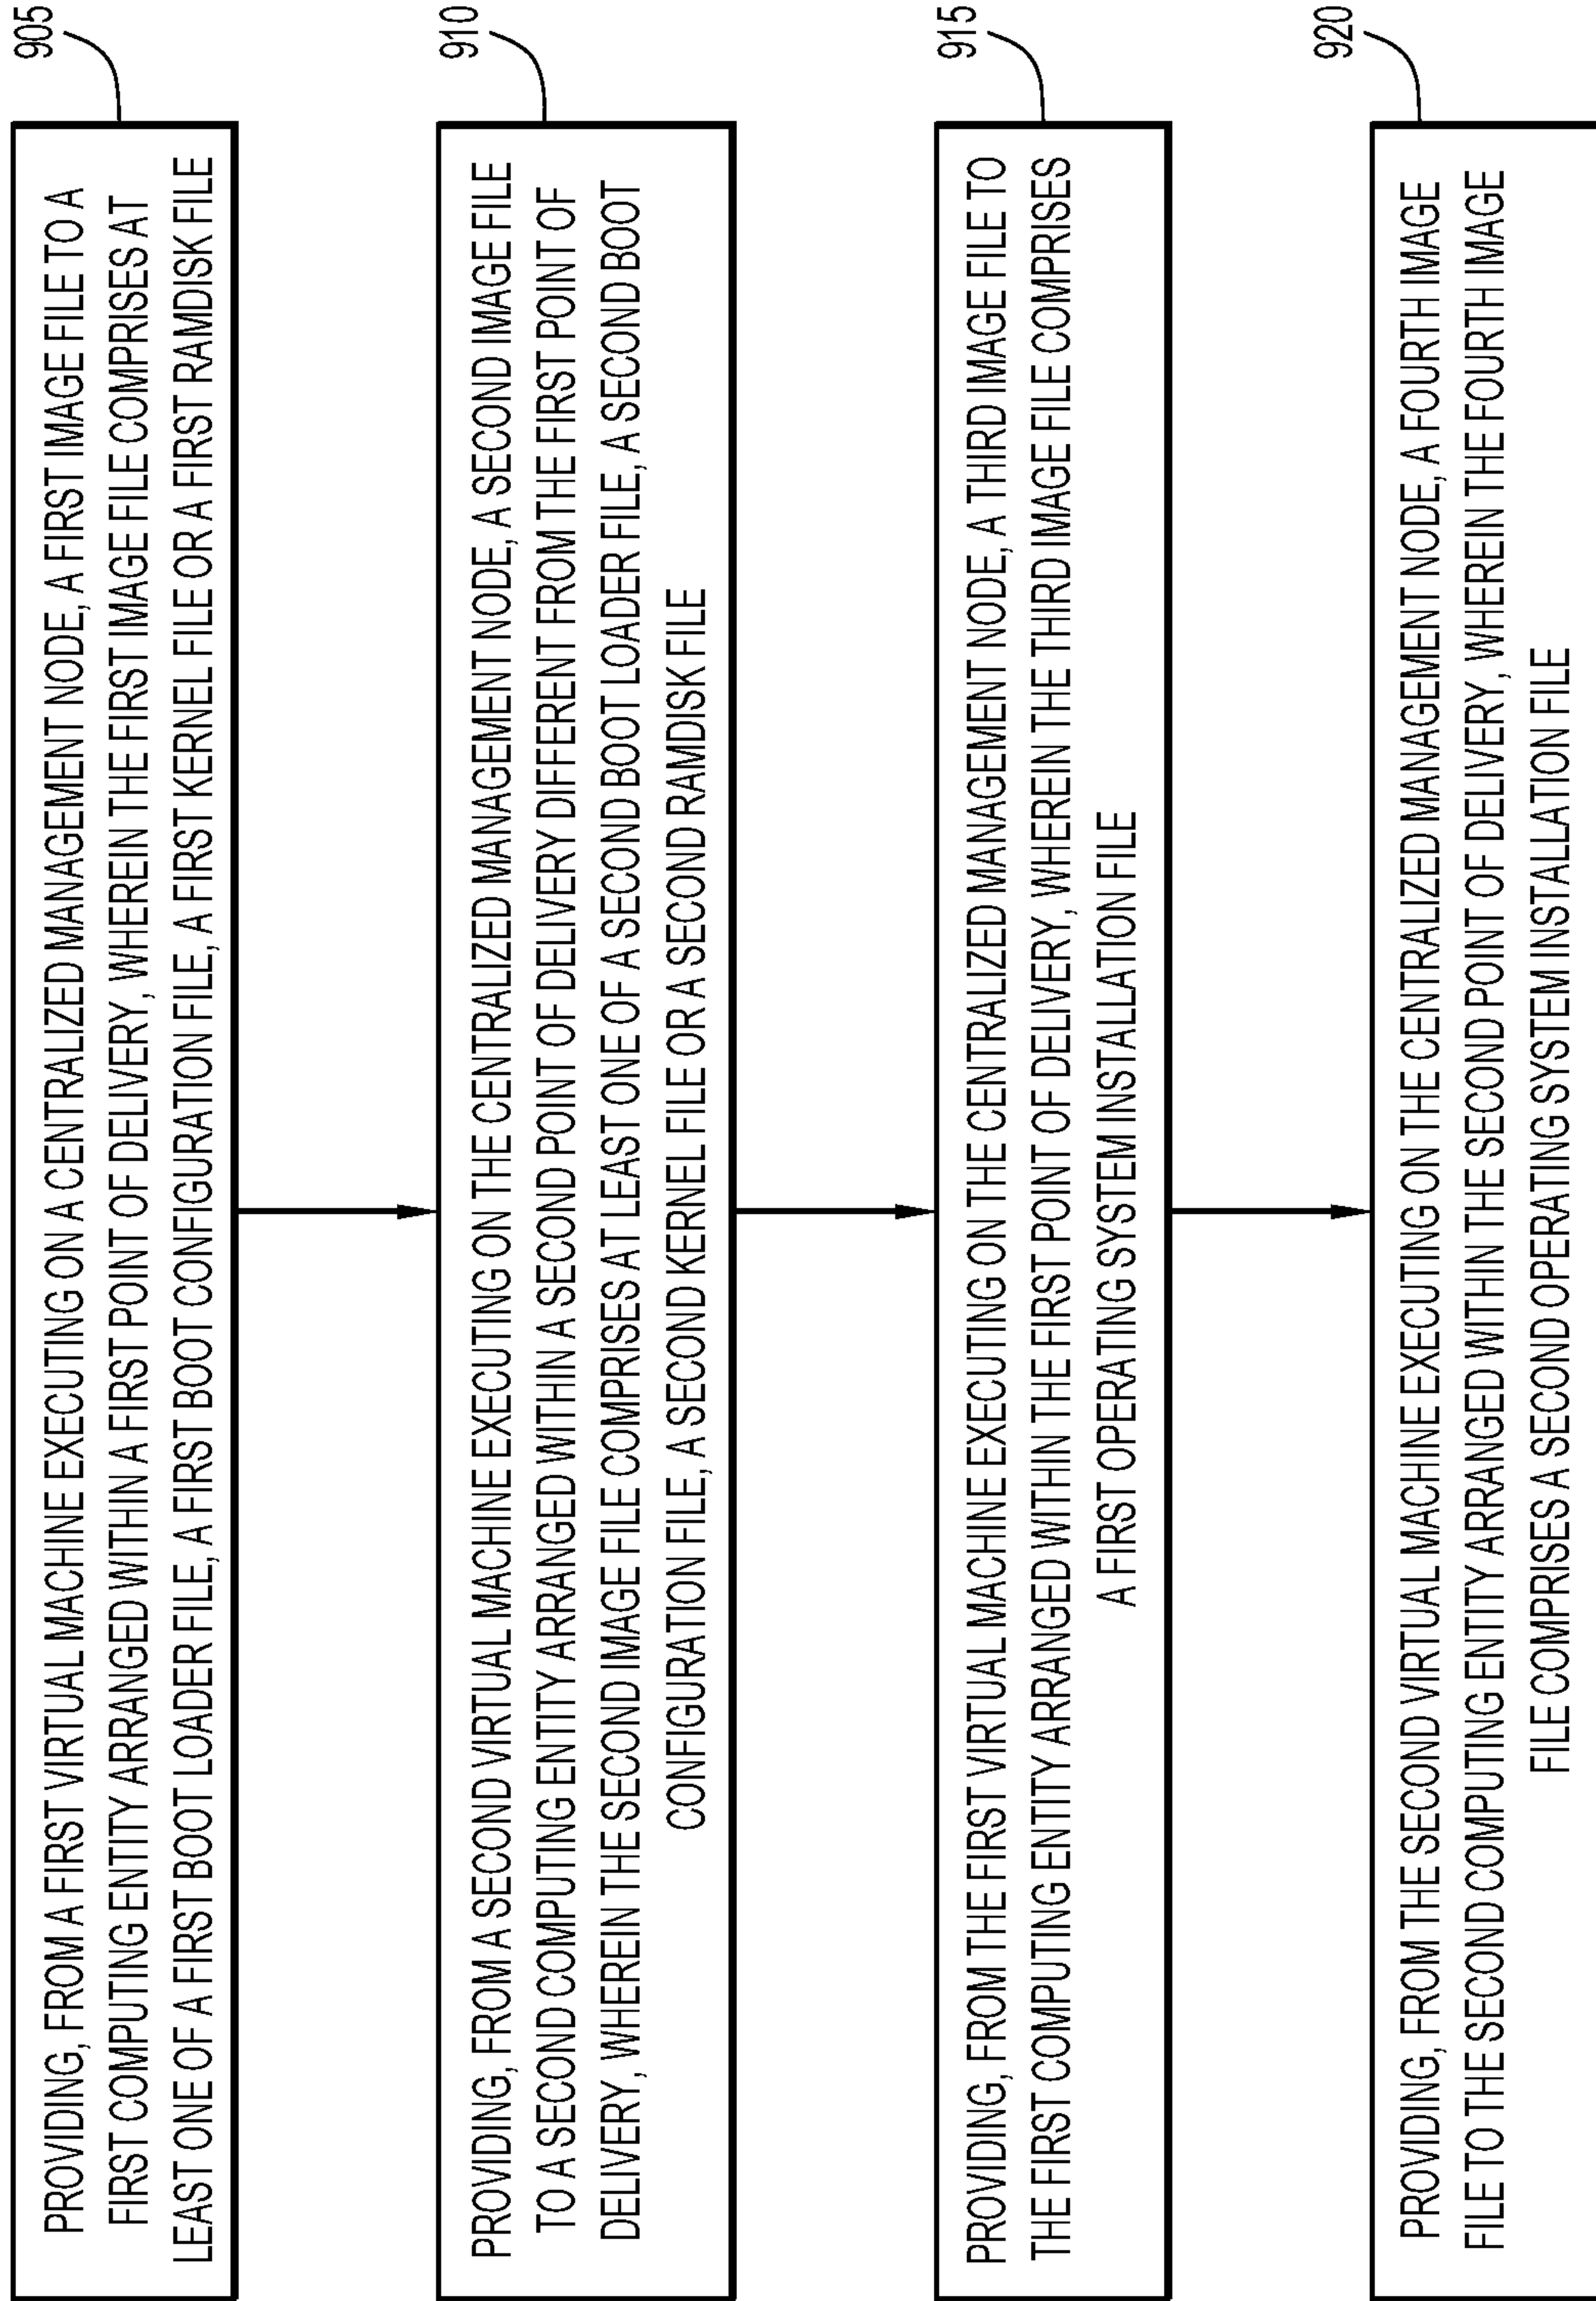 905
PROVIDING, FROM A FIRST VIRTUAL MACHINE EXECUTING ON A CENTRALIZED MANAGEMENT NODE, A FIRST IMAGE FILE TO A
FIRST COMPUTING ENTITY ARRANGED WITHIN A FIRST POINT OF DELIVERY, WHEREIN THE FIRST IMAGE FILE COMPRISES AT
LEAST ONE OF A FIRST BOOT LOADER FILE, A FIRST BOOT CONFIGURATION FILE, A FIRST KERNEL FILE OR A FIRST RAMDISK FILE
910
PROVIDING, FROM A SECOND VIRTUAL MACHINE EXECUTING ON THE CENTRALIZED MANAGEMENT NODE, A SECOND IMAGE FILE
TO A SECOND COMPUTING ENTITY ARRANGED WITHIN A SECOND POINT OF DELIVERY DIFFERENT FROM THE FIRST POINT OF
DELIVERY, WHEREIN THE SECOND IMAGE FILE COMPRISES AT LEAST ONE OF A SECOND BOOT LOADER FILE, A SECOND BOOT
CONFIGURATION FILE, A SECOND KERNEL FILE OR A SECOND RAMDISK FILE
915
PROVIDING, FROM THE FIRST VIRTUAL MACHINE EXECUTING ON THE CENTRALIZED MANAGEMENT NODE, A THIRD IMAGE FILE TO
THE FIRST COMPUTING ENTITY ARRANGED WITHIN THE FIRST POINT OF DELIVERY, WHEREIN THE THIRD IMAGE FILE COMPRISES
A FIRST OPERATING SYSTEM INSTALLATION FILE
920
PROVIDING, FROM THE SECOND VIRTUAL MACHINE EXECUTING ON THE CENTRALIZED MANAGEMENT NODE, A FOURTH IMAGE
FILE TO THE SECOND COMPUTING ENTITY ARRANGED WITHIN THE SECOND POINT OF DELIVERY, WHEREIN THE FOURTH IMAGE
FILE COMPRISES A SECOND OPERATING SYSTEM INSTALLATION FILE